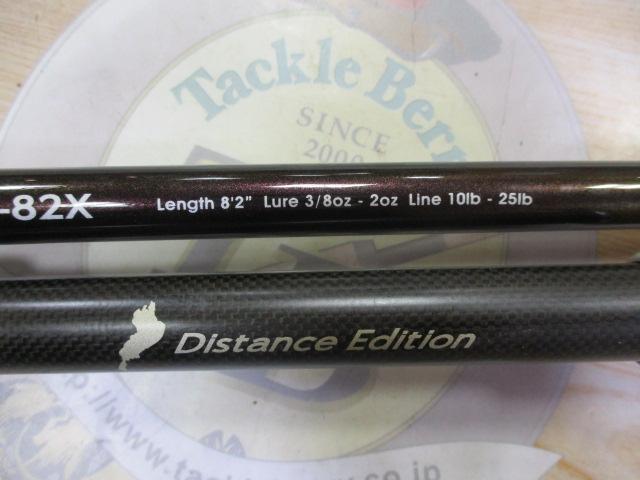 Tackle Berry
SINCE
2000
-82X Length 8'2" Lure 3/8oz - 2oz Line 10lb - 25lb
Distance Edition